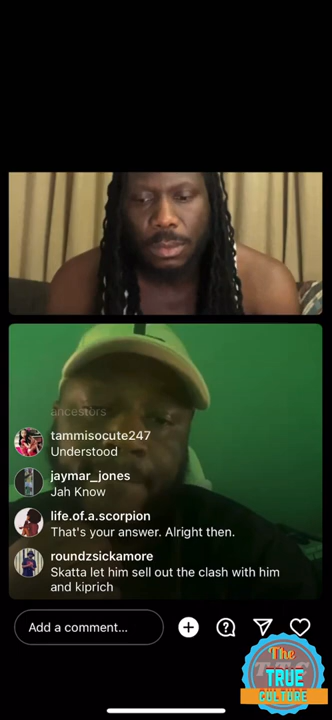 ancestors
tammisocute247
Understood
jaymar_jones
Jah Know
life.of.a.scorpion
That's your answer. Alright then.
roundzsickamore
Skatta let him sell out the clash with him
and kiprich
Add a comment...
The
TRUE
CULTURE